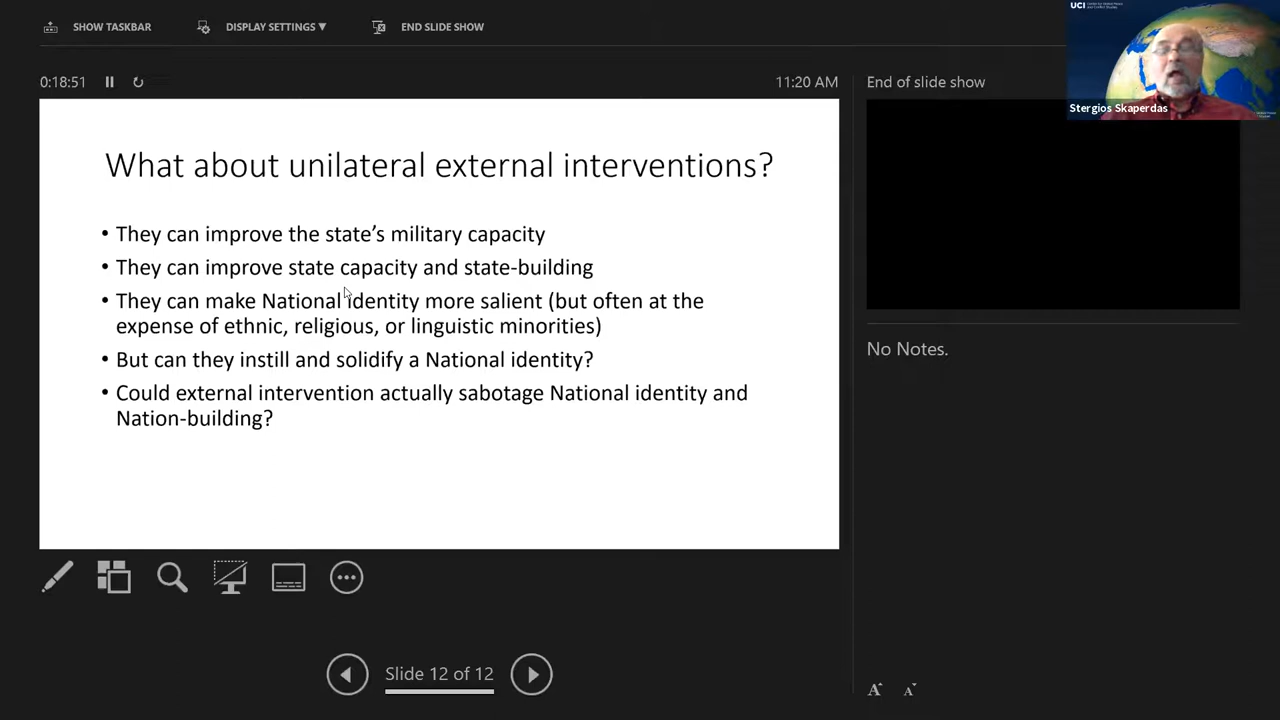 SHOW TASKBAR
DISPLAY SETTINGS ▼
END SLIDE SHOW
UCI
0:18:51
11:20 AM
End of slide show
Stergios Skaperdas
What about unilateral external interventions?
• They can improve the state's military capacity
• They can improve state capacity and state-building
• They can make National identity more salient (but often at the
expense of ethnic, religious, or linguistic minorities)
• But can they instill and solidify a National identity?
• Could external intervention actually sabotage National identity and
Nation-building?
No Notes.
Slide 12 of 12
A A